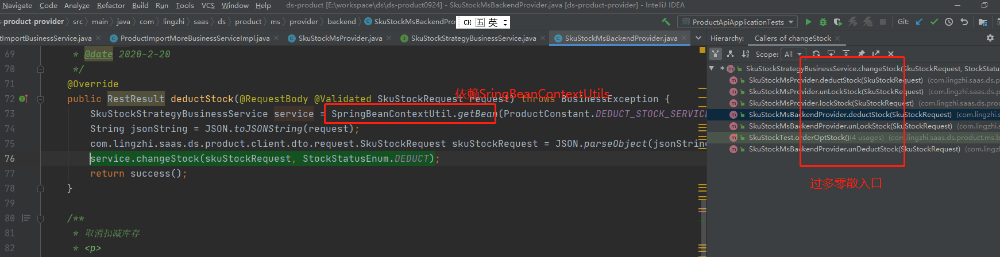 Navigate Code Analyze Refactor Build Run Tools VCS Window Help ds-product [E:\workspace\ds\ds-product0924] - SkuStockMsBackendProvider.java [ds-product-provider] - IntelliJ IDEA
s-product-provider src main java com lingzhi saas ds product ms provider backend SkuStockMsBackendProv CH 五 英 ProductApiApplicationTests Git:
tImportBusinessService.java ProductImportMoreBusinessServiceImpl.java SkuStockMsProvider.java SkuStockStrategyBusinessService.java SkuStockMsBackendProvider.java Hierarchy: Callers of changeStock
Scope: All
69 * @date 2020-2-20
70 */
71 @Override
依赖SringBeanContextUtils
72 public RestResult deductStock(@RequestBody @Validated SkuStockRequest request) throws BusinessException {
73 SkuStockStrategyBusinessService service = SpringBeanContextUtil.getBean(ProductConstant.DEDUCT_STOCK_SERVIC
74 String jsonString = JSON.toJSONString(request);
75 com.lingzhi.saas.ds.product.client.dto.request.SkuStockRequest skuStockRequest = JSON.parseObject(jsonStrin
76 service.changeStock(skuStockRequest, StockStatusEnum.DEDUCT);
77 return success();
78 }
79
80 /**
81 * 取消扣减库存
82 * <p>
* SkuStockStrategyBusinessService.changeStock(SkuStockRequest, StockStatu
SkuStockMsProvider.deductStock(SkuStockRequest) (com.lingzhi.saas.ds.p
SkuStockMsProvider.unLockStock(SkuStockRequest) (com.lingzhi.saas.ds.p
SkuStockMsProvider.lockStock(SkuStockRequest) (com.lingzhi.saas.ds.proc
SkuStockMsBackendProvider.deductStock(SkuStockRequest) (com.lingzhi.s
SkuStockMsBackendProvider.unLockStock(SkuStockRequest) (com.lingzhi.s
SkuStockTest.orderOptStock() (4 usages) (com.lingzhi.saas.ds.product.ms.b
SkuStockMsBackendProvider.unDeductStock(SkuStockRequest) (com.lingz
过多零散入口